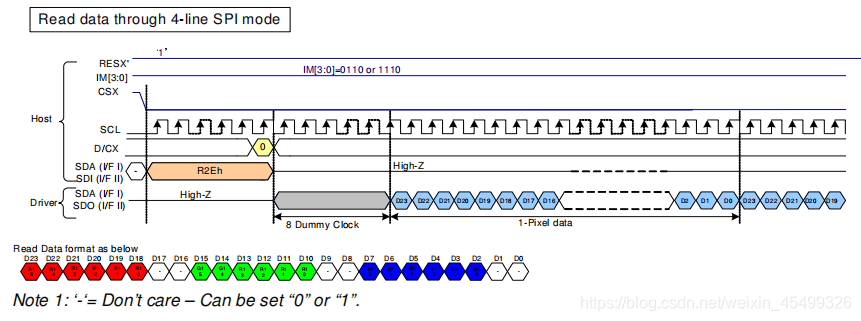 Read data through 4-line SPI mode
'1'
RESX'
IM[3:0]=0110 or 1110
IM[3:0]
CSX
Host
SCL
D/CX
0
SDA (I/F I)
SDI (I/F II)
-
R2Eh
High-Z
Driver
SDA (I/F I)
SDO (I/F II)
High-Z
D23 D22 D21 D20 D19 D18 D17 D16
D2 D1 D0 D23 D22 D21 D20 D19
8 Dummy Clock
1-Pixel data
Read Data format as below
D23 D22 D21 D20 D19 D18 D17 D16 D15 D14 D13 D12 D11 D10 D9 D8 D7 D6 D5 D4 D3 D2 D1 D0
- - - - - -
Note 1: '-'= Don't care – Can be set "0" or "1".
https://blog.csdn.net/weixin_45499326